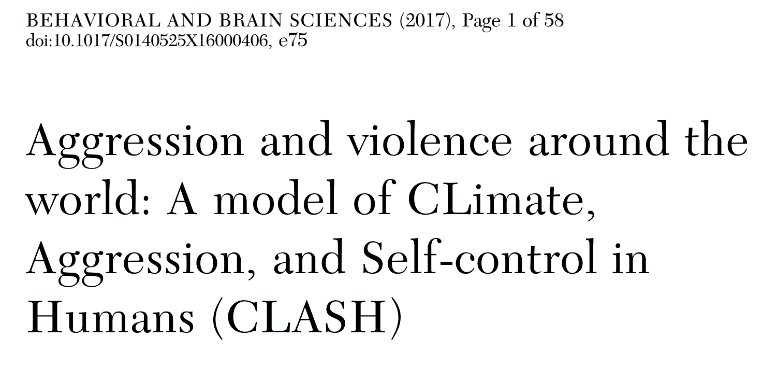 BEHAVIORAL AND BRAIN SCIENCES (2017), Page 1 of 58
doi:10.1017/S0140525X16000406, e75
Aggression and violence around the
world: A model of CLimate,
Aggression, and Self-control in
Humans (CLASH)